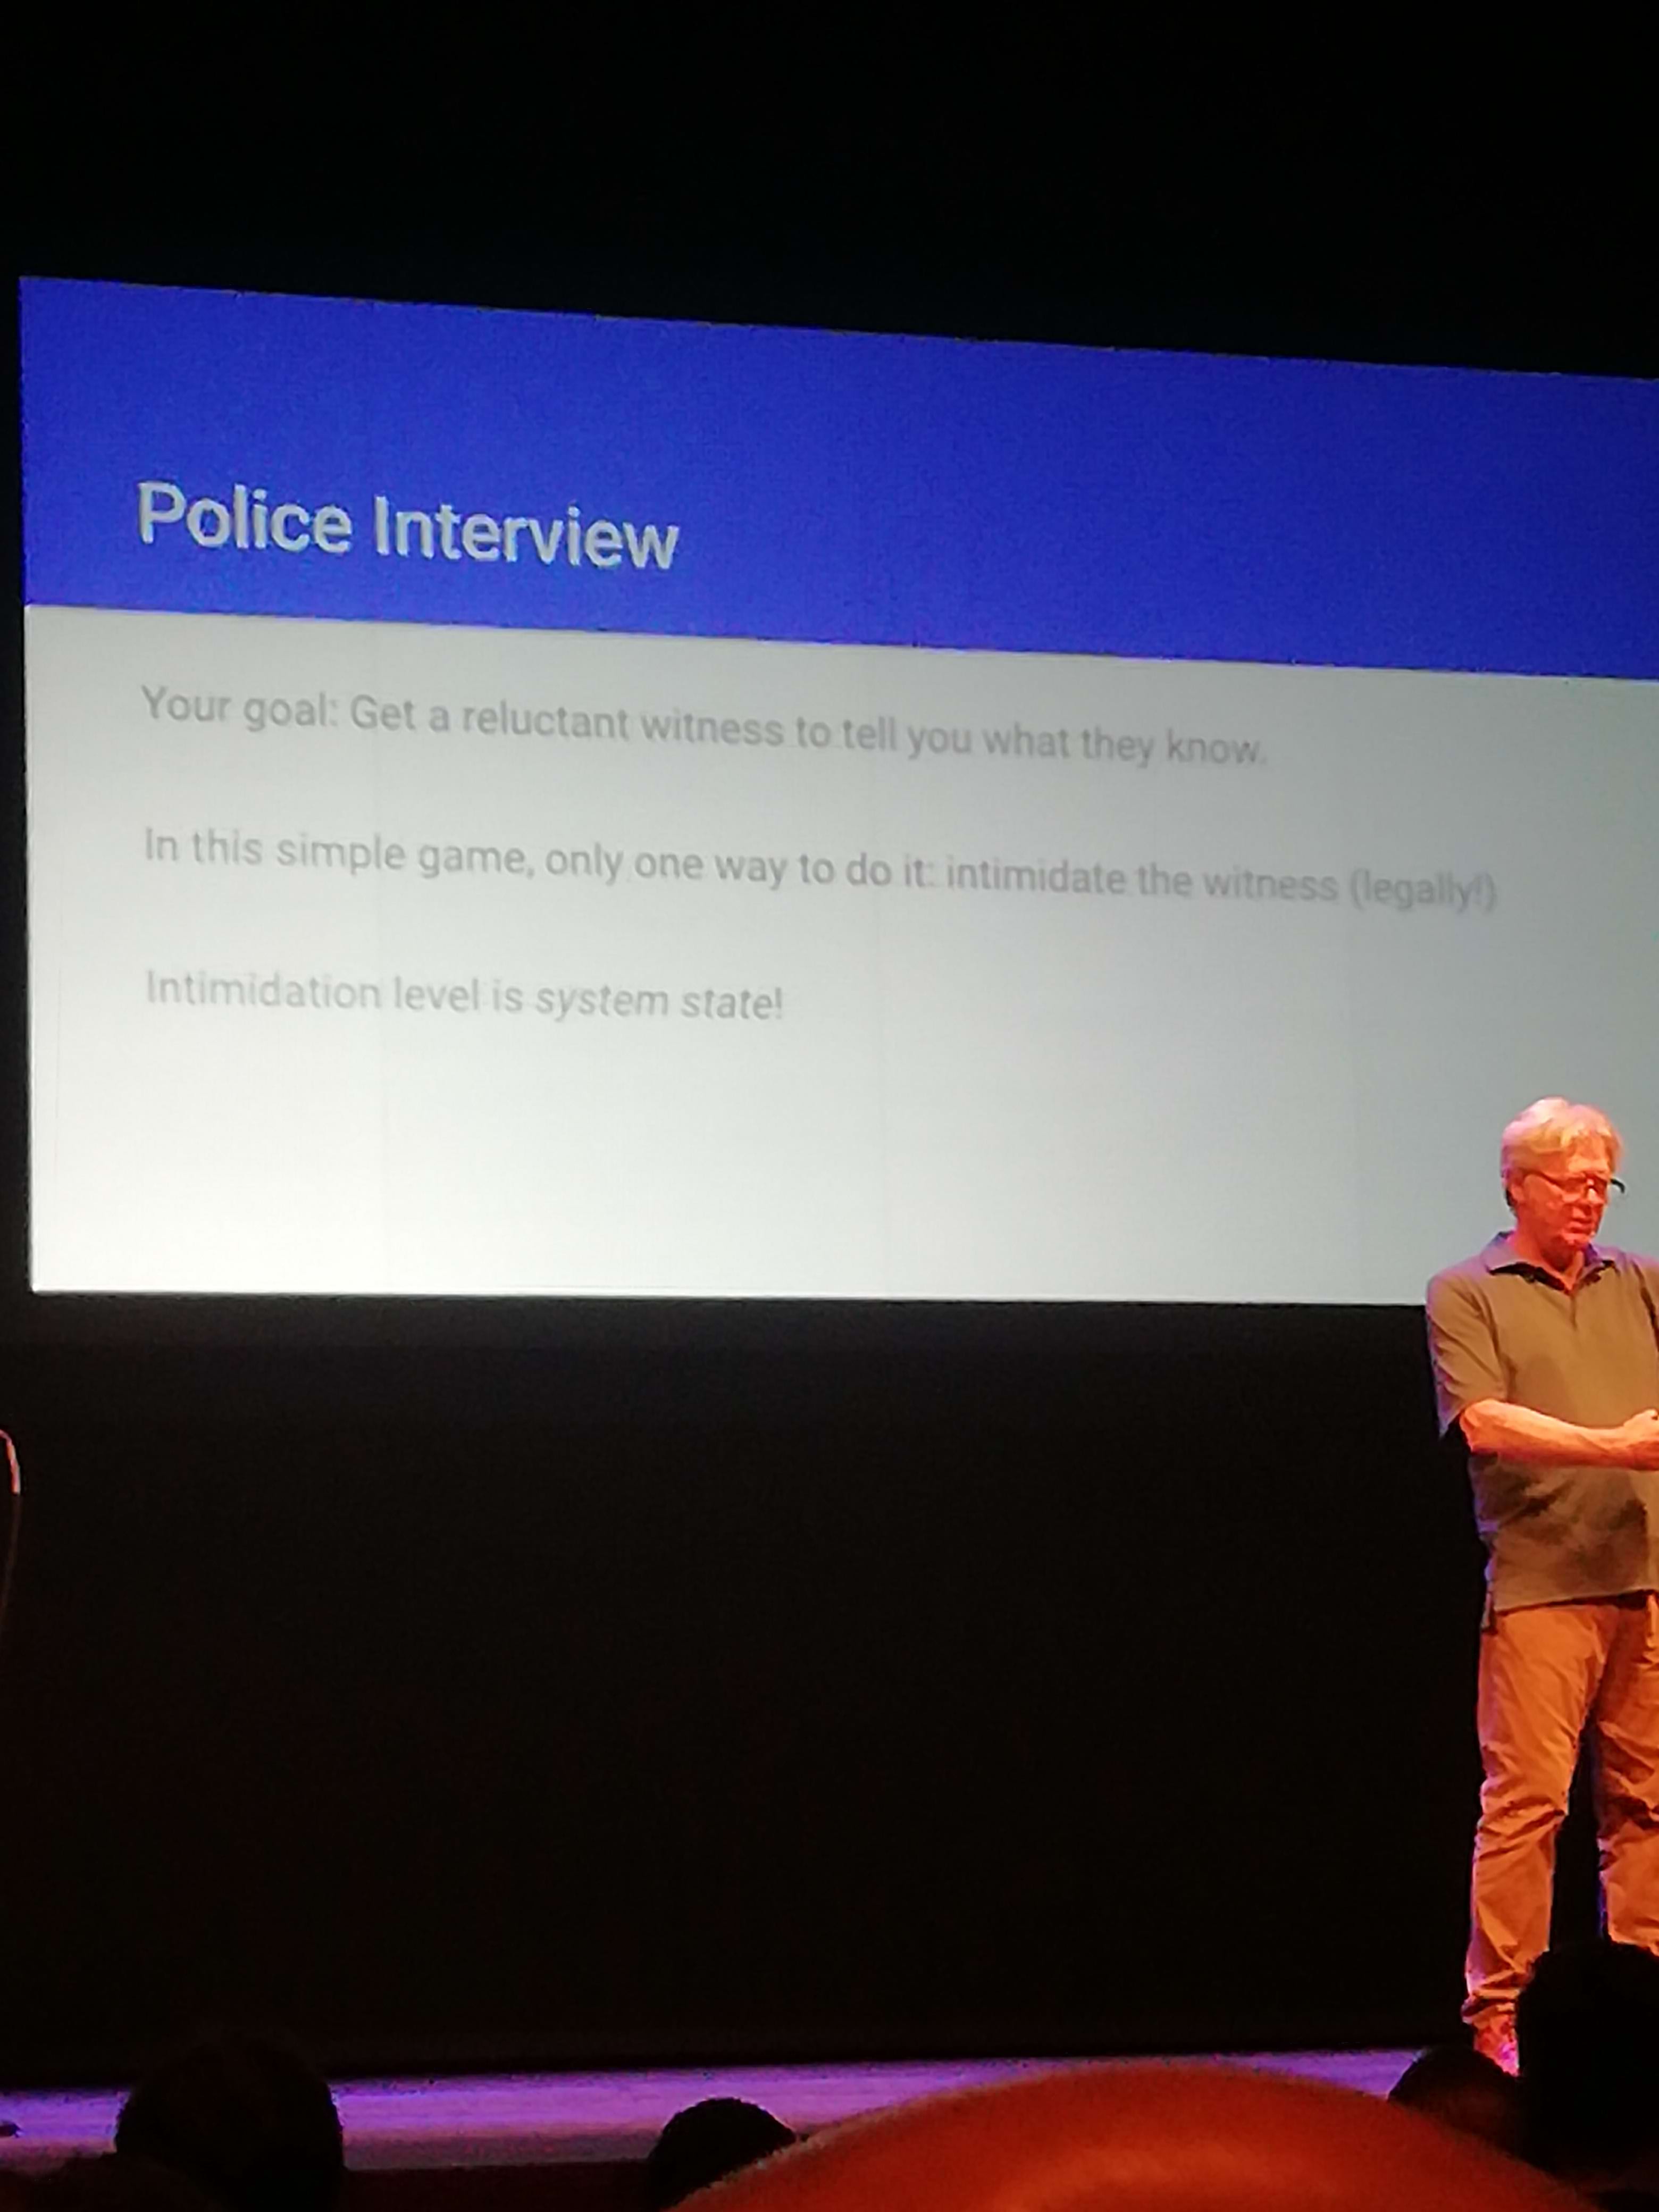 Police Interview
Your goal: Get a reluctant witness to tell you what they know.
In this simple game, only one way to do it: intimidate the witness (legally!)
Intimidation level is system state!